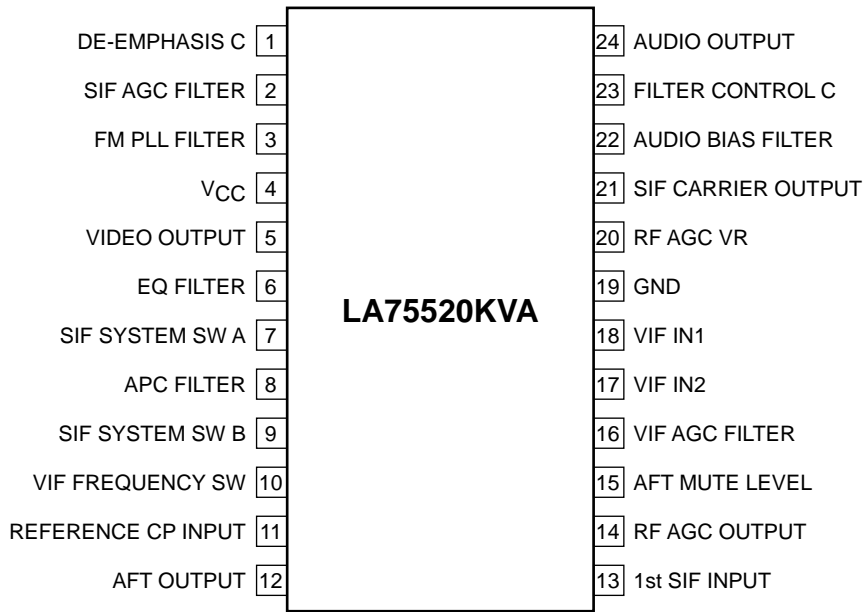 DE-EMPHASIS C 1
24 AUDIO OUTPUT
SIF AGC FILTER 2
23 FILTER CONTROL C
FM PLL FILTER 3
22 AUDIO BIAS FILTER
VCC 4
21 SIF CARRIER OUTPUT
VIDEO OUTPUT 5
20 RF AGC VR
EQ FILTER 6
19 GND
LA75520KVA
SIF SYSTEM SW A 7
18 VIF IN1
APC FILTER 8
17 VIF IN2
SIF SYSTEM SW B 9
16 VIF AGC FILTER
VIF FREQUENCY SW 10
15 AFT MUTE LEVEL
REFERENCE CP INPUT 11
14 RF AGC OUTPUT
AFT OUTPUT 12
13 1st SIF INPUT